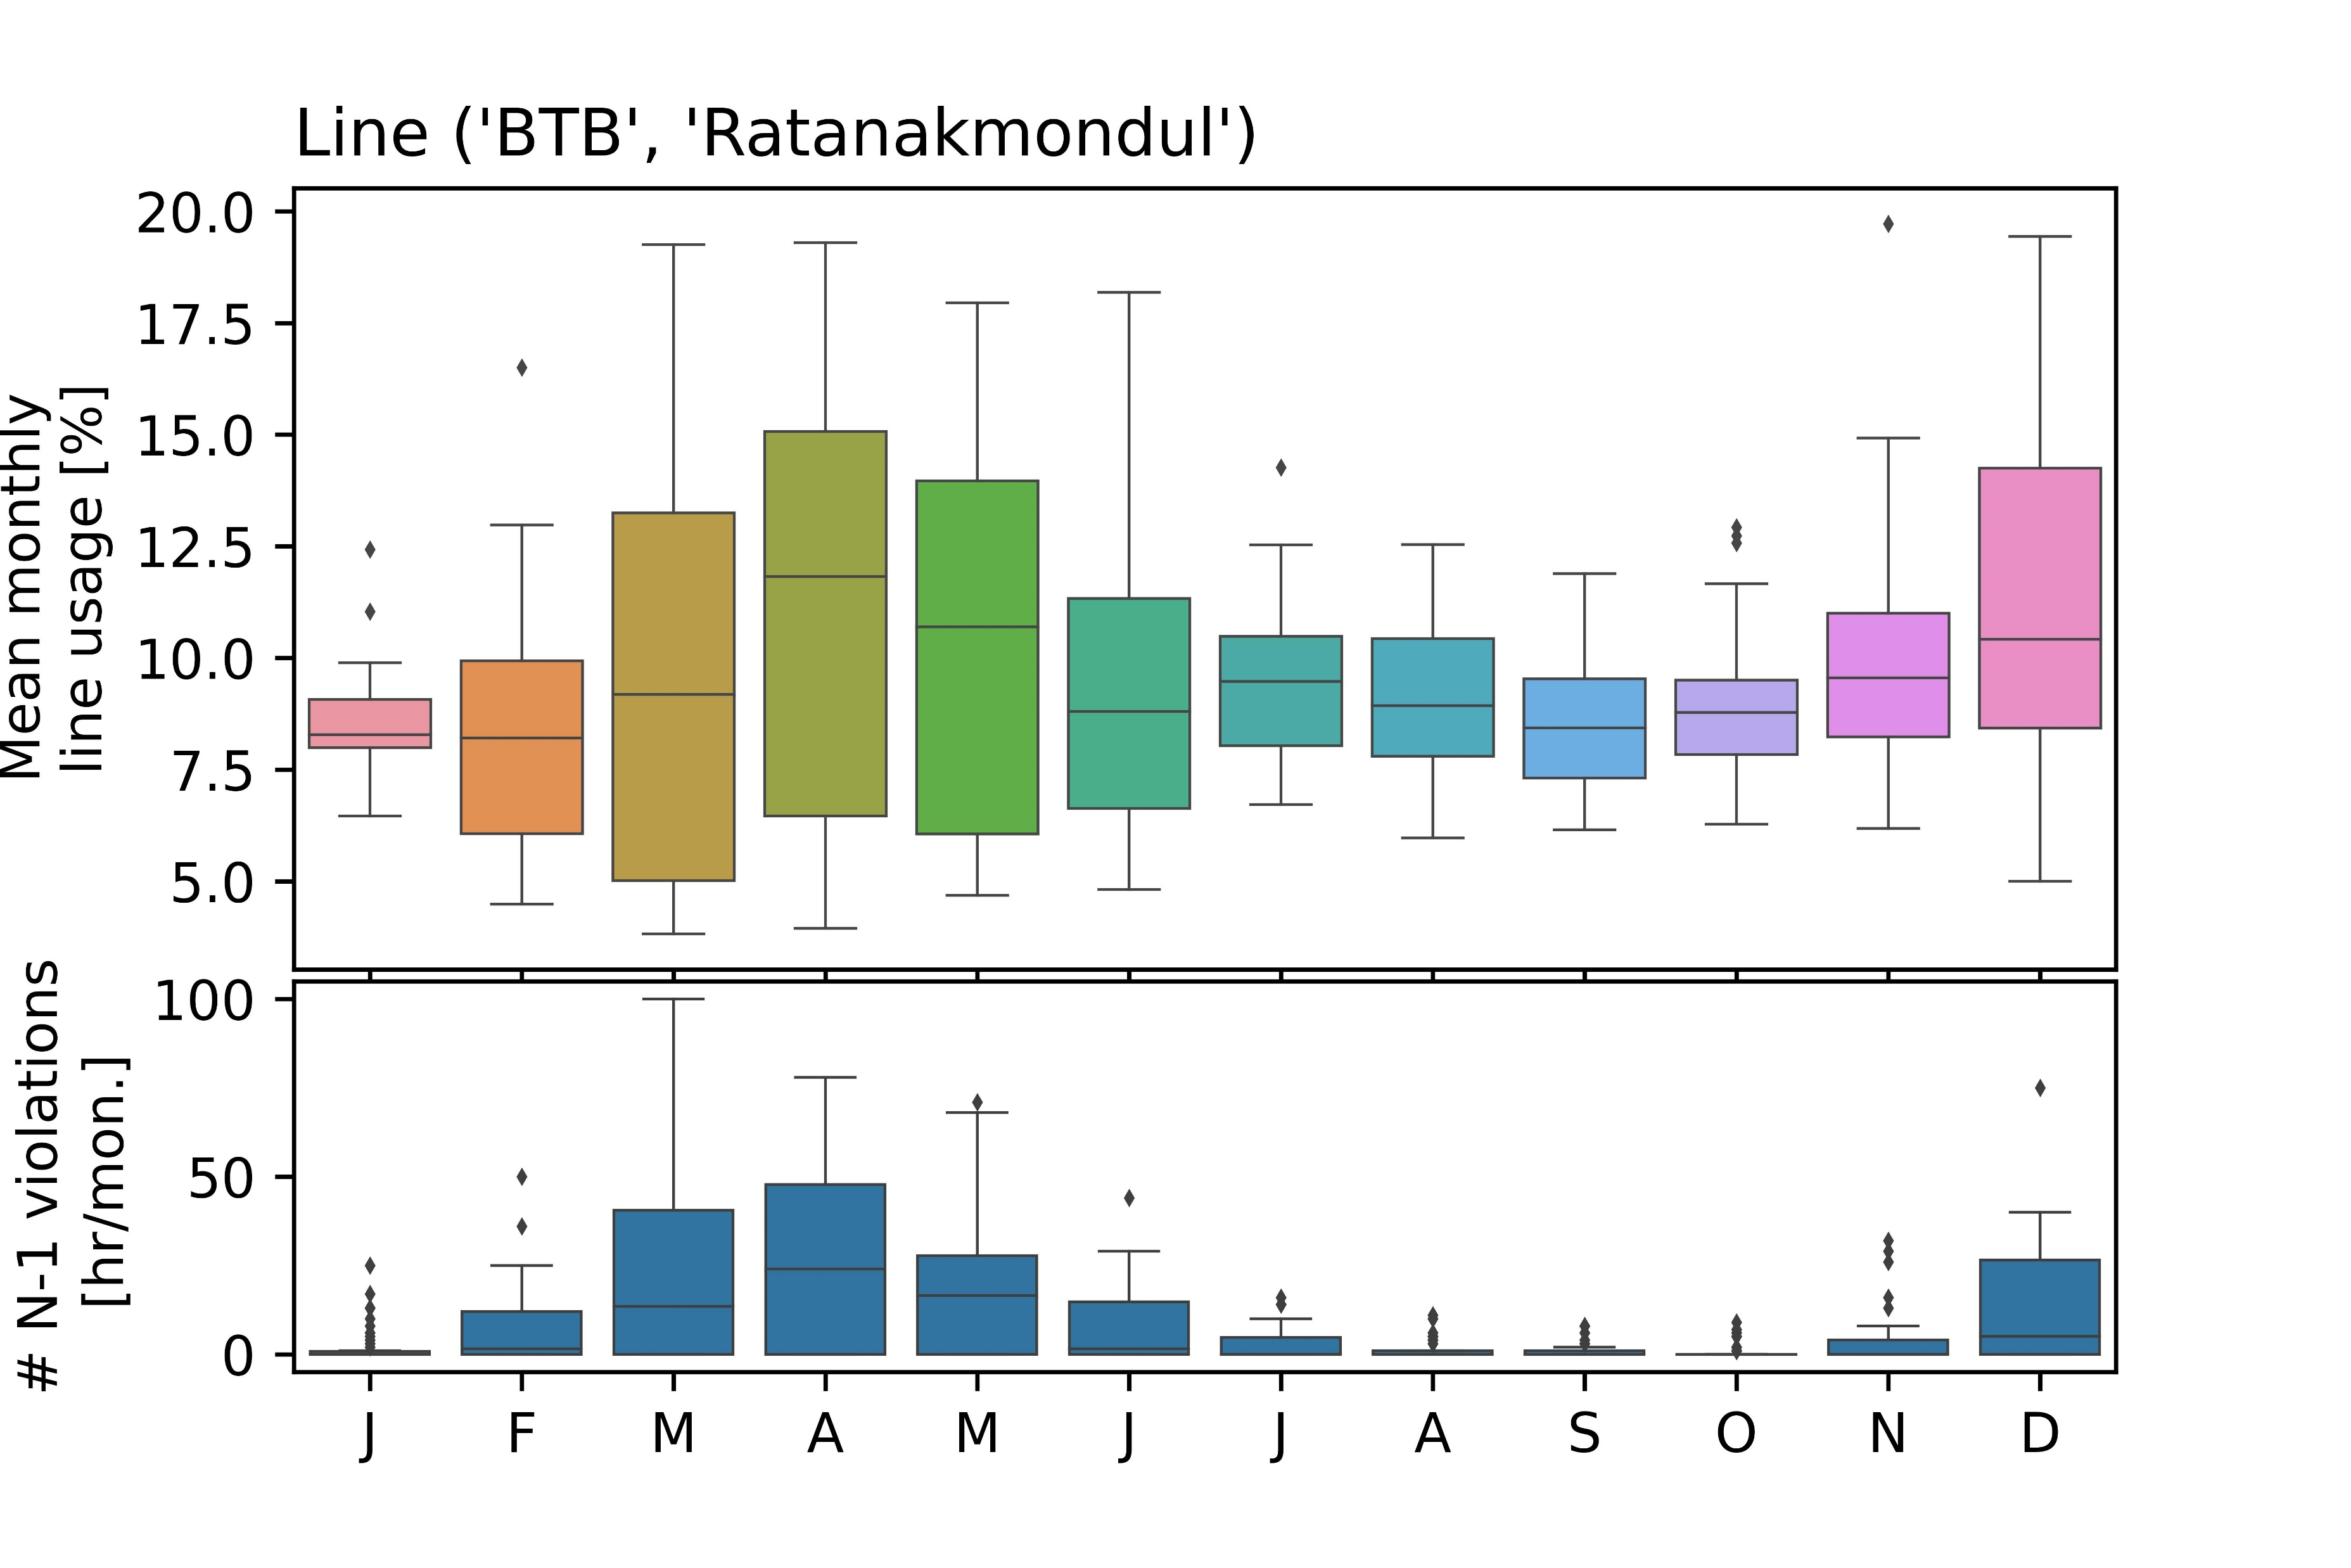 Line ('BTB', 'Ratanakmondul')
Mean monthly
line usage [%]
20.0
17.5
15.0
12.5
10.0
7.5
5.0
# N-1 violations
[hr/mon.]
100
50
0
J F M A M J J A S O N D